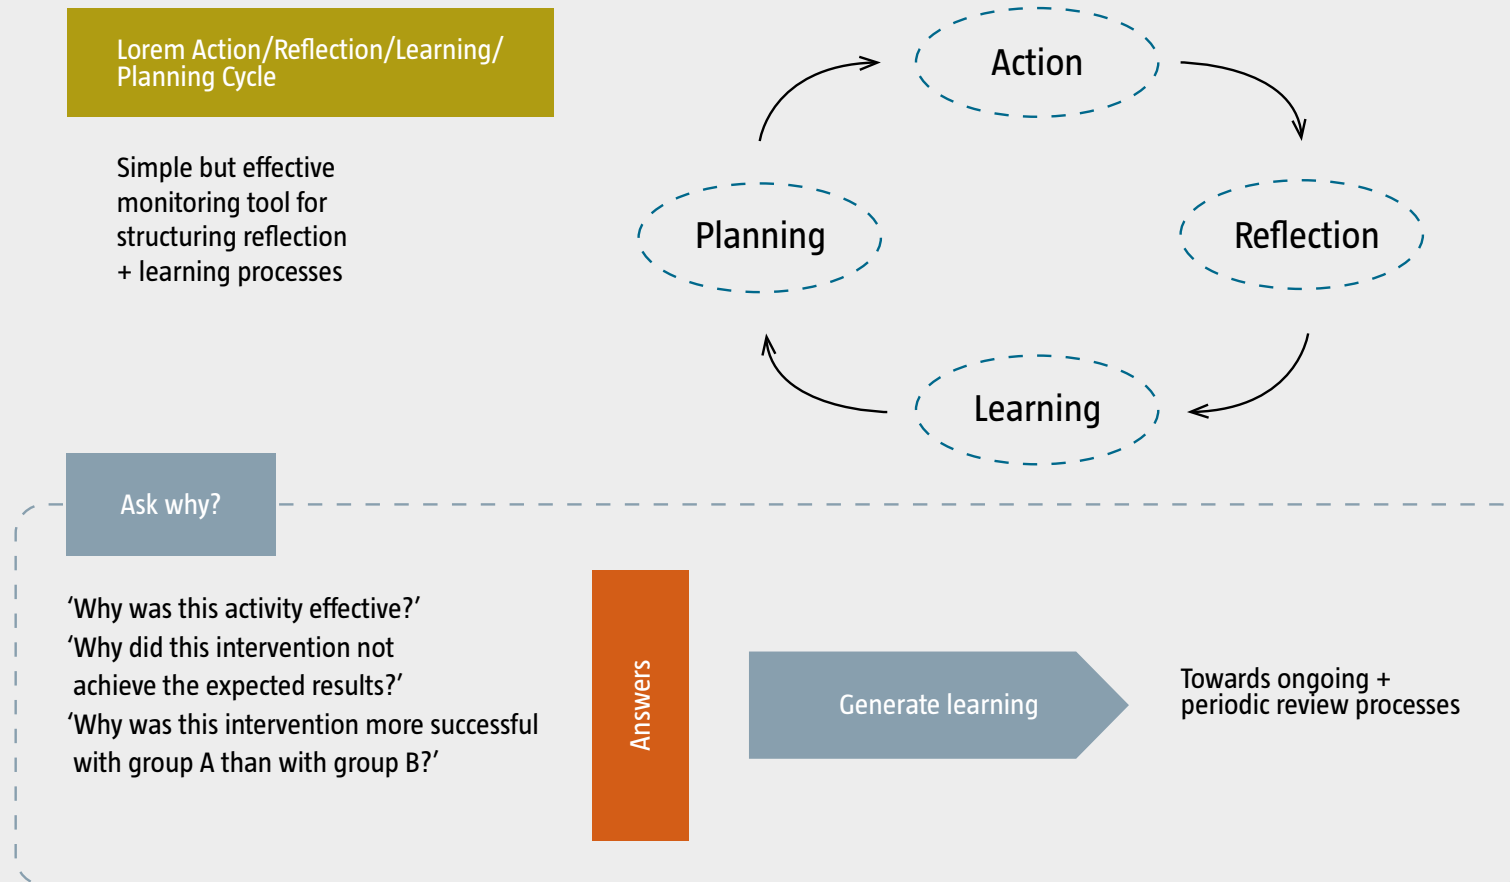 Lorem Action/Reflection/Learning/
Planning Cycle
Simple but effective
monitoring tool for
structuring reflection
+ learning processes
Action
Planning
Reflection
Learning
Ask why?
‘Why was this activity effective?’
‘Why did this intervention not
achieve the expected results?’
‘Why was this intervention more successful
with group A than with group B?’
Answers
Generate learning
Towards ongoing +
periodic review processes